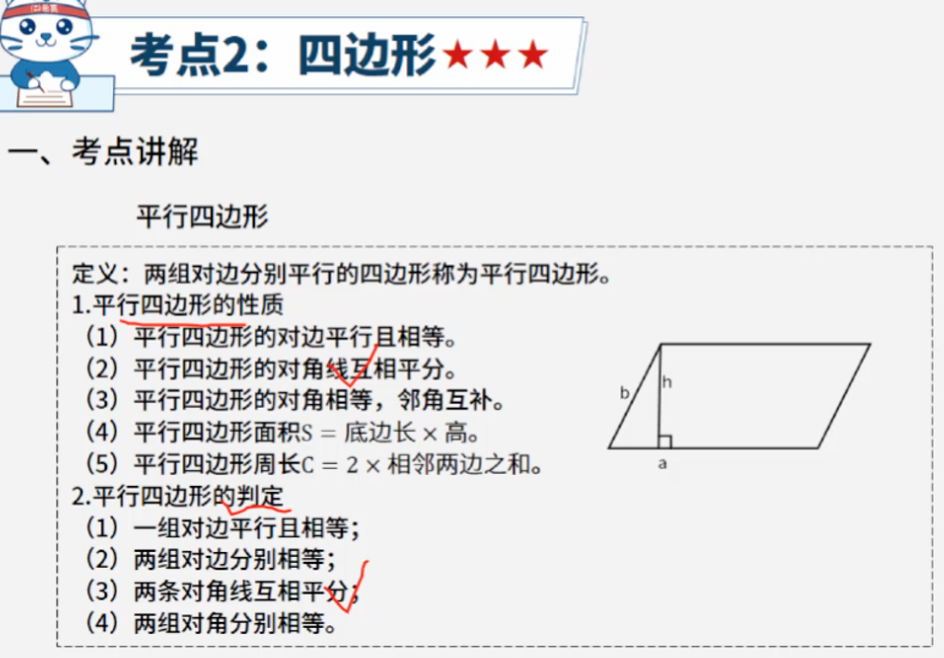 考点2：四边形★★★
一、考点讲解
平行四边形
定义：两组对边分别平行的四边形称为平行四边形。
1.平行四边形的性质
（1）平行四边形的对边平行且相等。
（2）平行四边形的对角线互相平分。
（3）平行四边形的对角相等，邻角互补。
（4）平行四边形面积S = 底边长 × 高。
（5）平行四边形周长C = 2 × 相邻两边之和。
2.平行四边形的判定
（1）一组对边平行且相等；
（2）两组对边分别相等；
（3）两条对角线互相平分；
（4）两组对角分别相等。
b
h
a